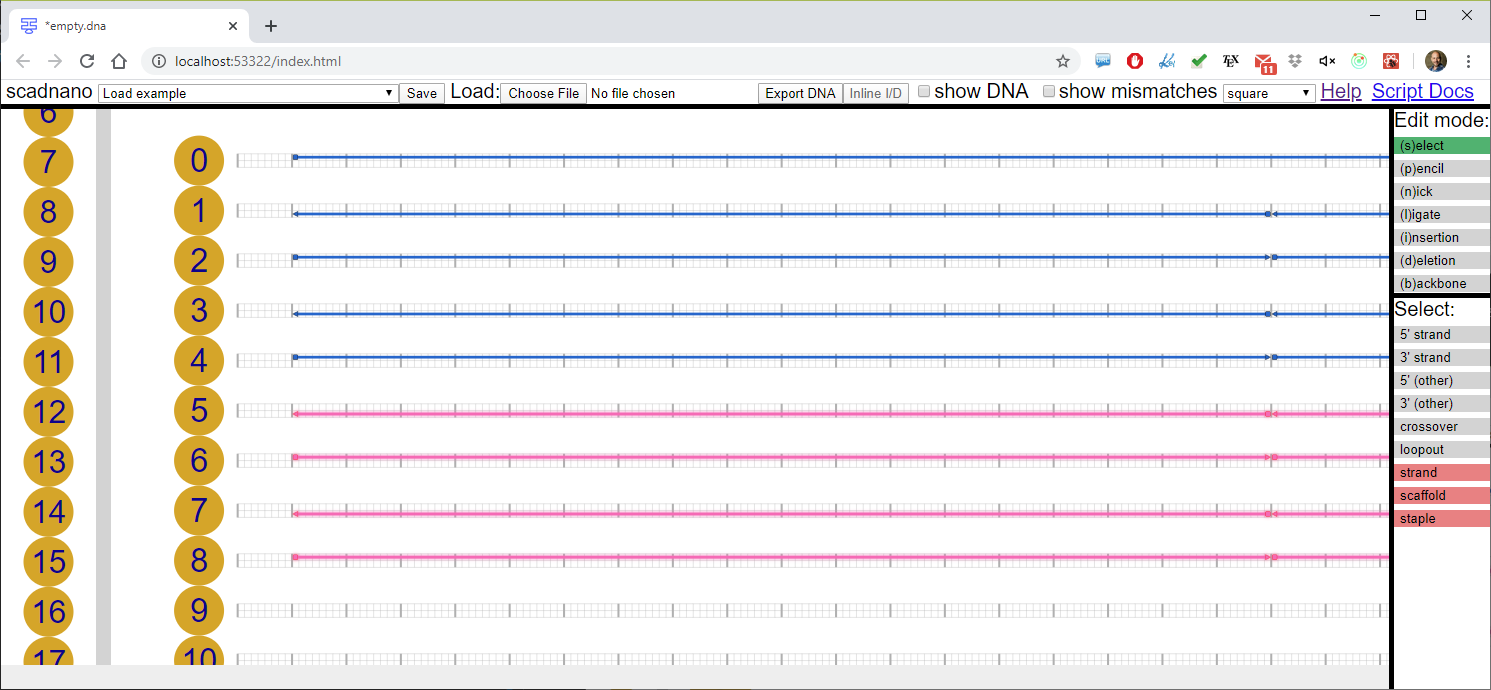 *empty.dna
localhost:53322/index.html
11
scadnano Load example Save Load: Choose File No file chosen Export DNA Inline I/D show DNA show mismatches square Help Script Docs
6
7
8
9
10
11
12
13
14
15
16
17
0
1
2
3
4
5
6
7
8
9
10
Edit mode:
(s)elect
(p)encil
(n)ick
(l)igate
(i)nsertion
(d)eletion
(b)ackbone
Select:
5' strand
3' strand
5' (other)
3' (other)
crossover
loopout
strand
scaffold
staple